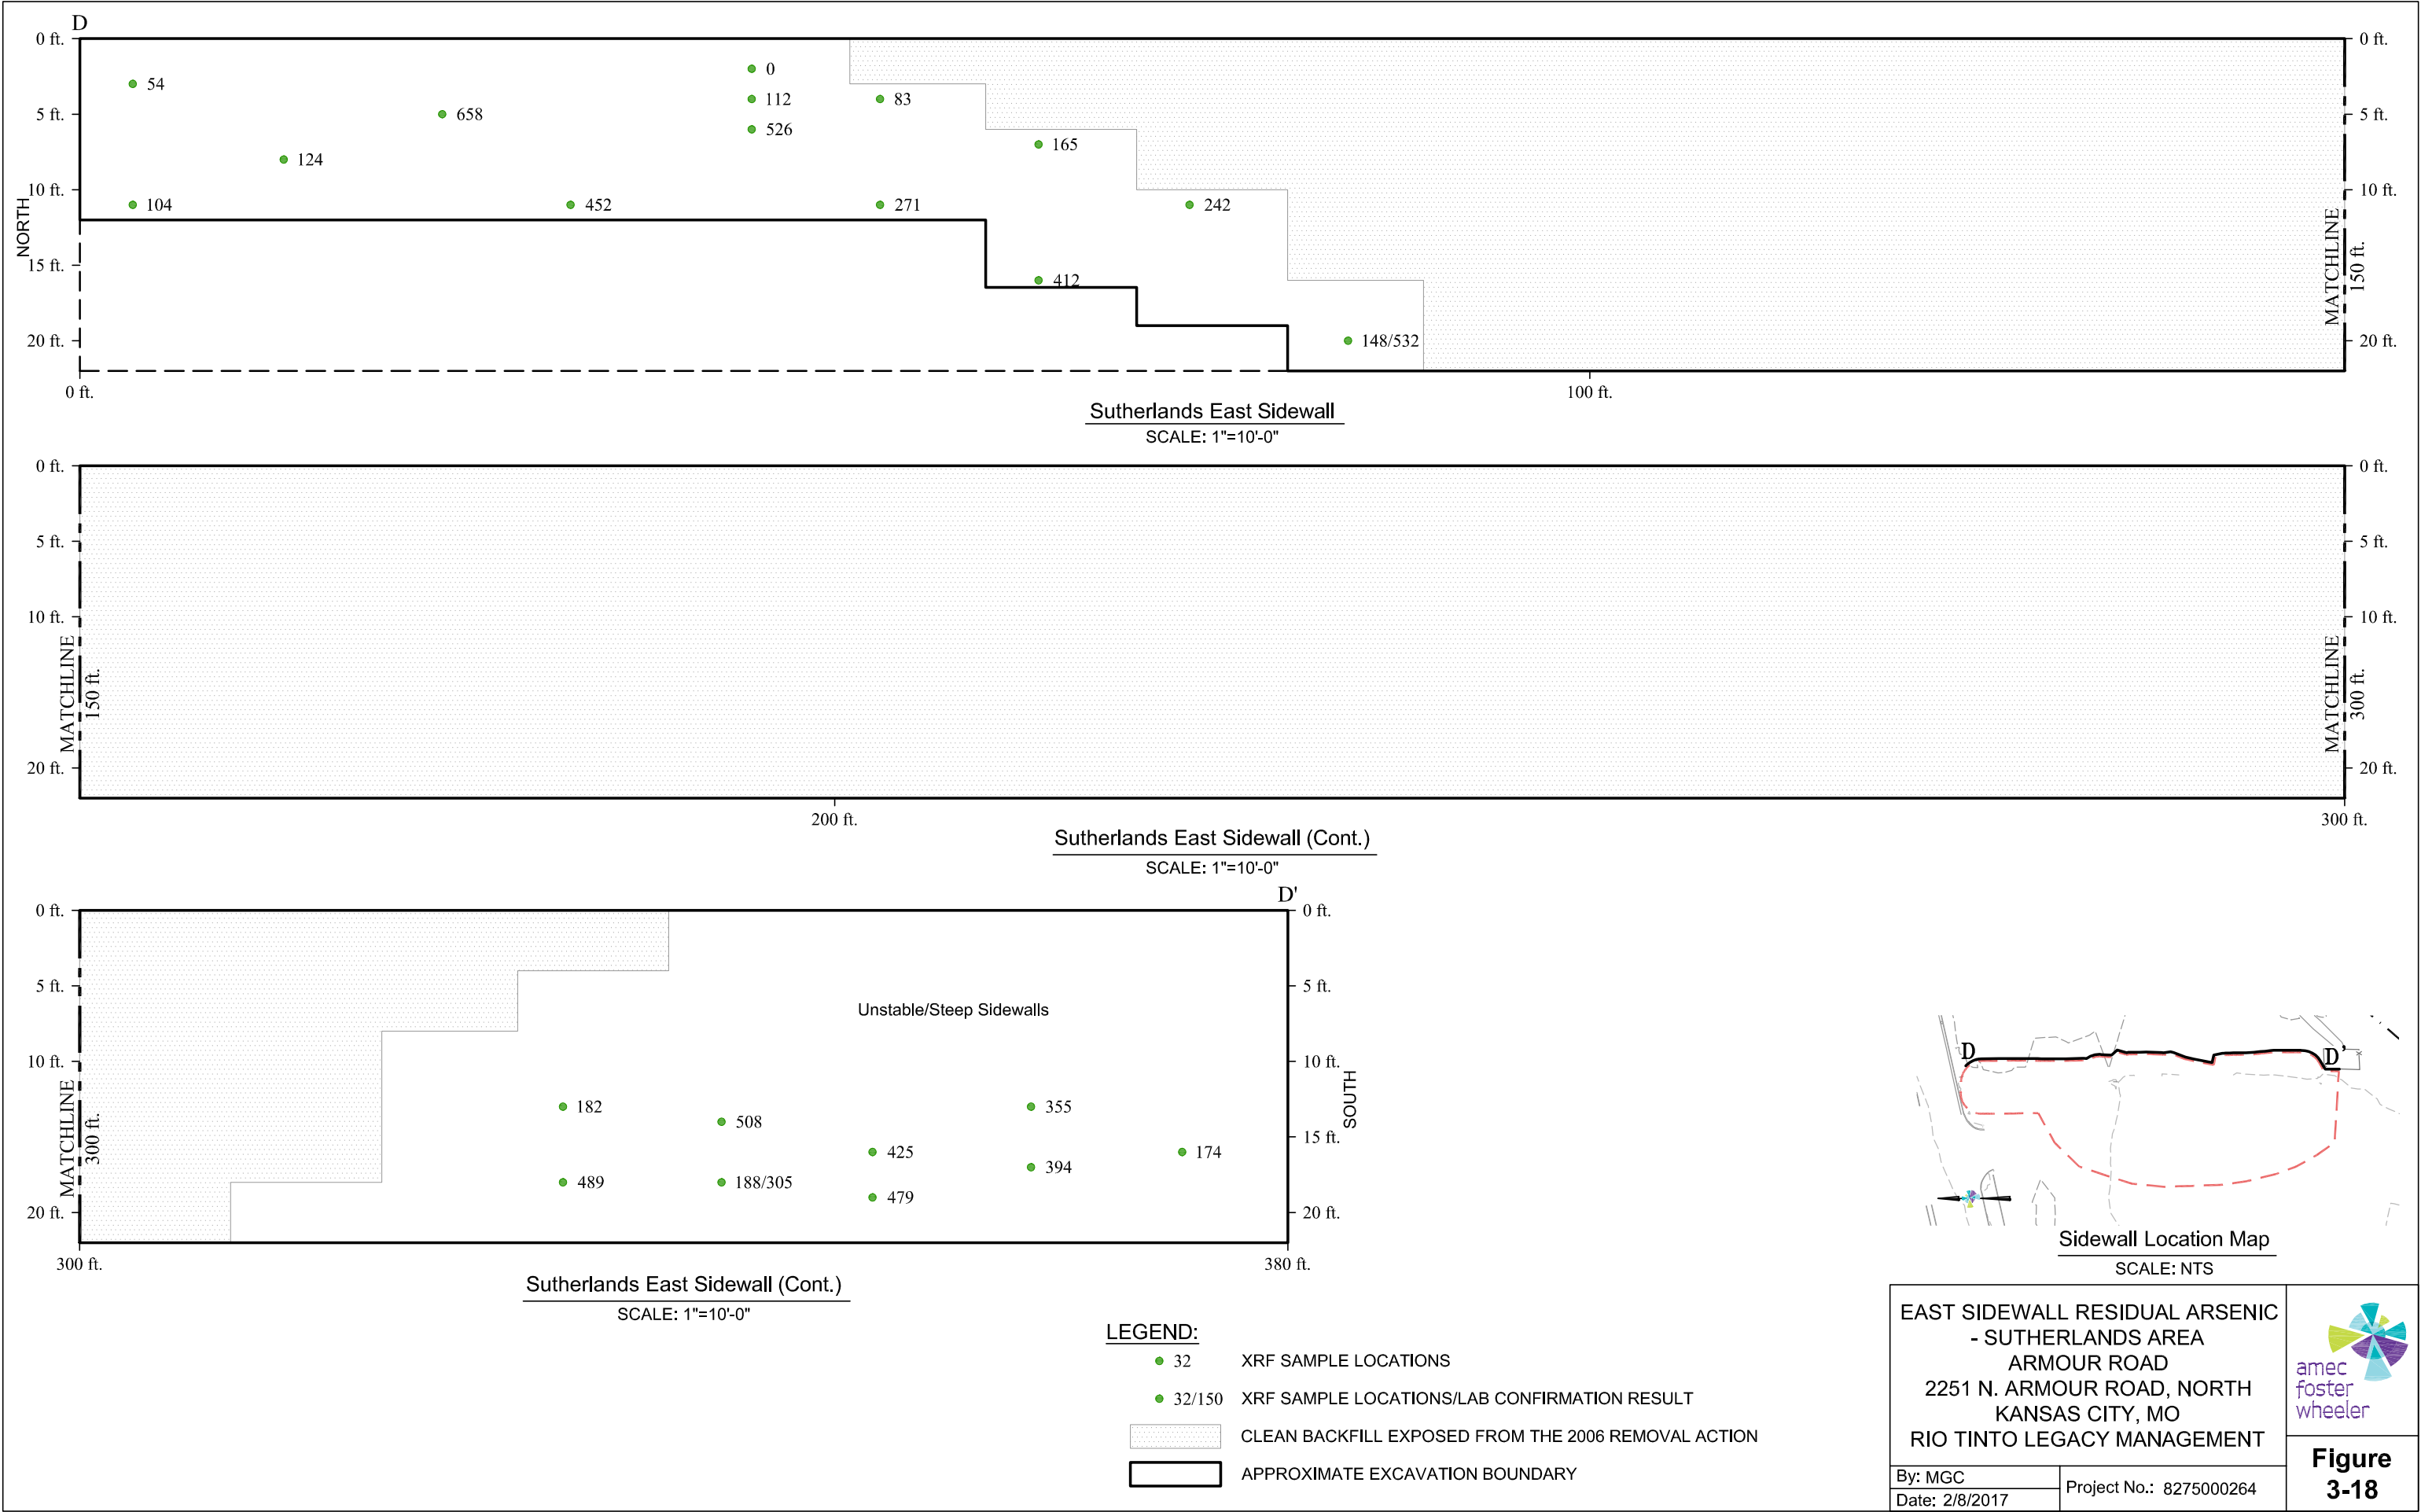 D
0 ft.
0 ft.
0
54
112
83
5 ft.
658
5 ft.
526
165
124
10 ft.
10 ft.
104
452
271
242
NORTH
MATCHLINE
150 ft.
15 ft.
412
20 ft.
148/532
20 ft.
0 ft.
100 ft.
Sutherlands East Sidewall
SCALE: 1"=10'-0"
0 ft.
0 ft.
5 ft.
5 ft.
10 ft.
10 ft.
MATCHLINE
150 ft.
MATCHLINE
300 ft.
20 ft.
20 ft.
200 ft.
300 ft.
Sutherlands East Sidewall (Cont.)
SCALE: 1"=10'-0"
D'
0 ft.
0 ft.
5 ft.
5 ft.
Unstable/Steep Sidewalls
10 ft.
10 ft.
MATCHLINE
300 ft.
182
355
SOUTH
508
15 ft.
425
174
394
489
188/305
479
20 ft.
20 ft.
300 ft.
380 ft.
Sutherlands East Sidewall (Cont.)
SCALE: 1"=10'-0"
D
D'
Sidewall Location Map
SCALE: NTS
LEGEND:
32 XRF SAMPLE LOCATIONS
32/150 XRF SAMPLE LOCATIONS/LAB CONFIRMATION RESULT
CLEAN BACKFILL EXPOSED FROM THE 2006 REMOVAL ACTION
APPROXIMATE EXCAVATION BOUNDARY
EAST SIDEWALL RESIDUAL ARSENIC
- SUTHERLANDS AREA
ARMOUR ROAD
2251 N. ARMOUR ROAD, NORTH
KANSAS CITY, MO
RIO TINTO LEGACY MANAGEMENT
amec
foster
wheeler
By: MGC
Date: 2/8/2017
Project No.: 8275000264
Figure
3-18